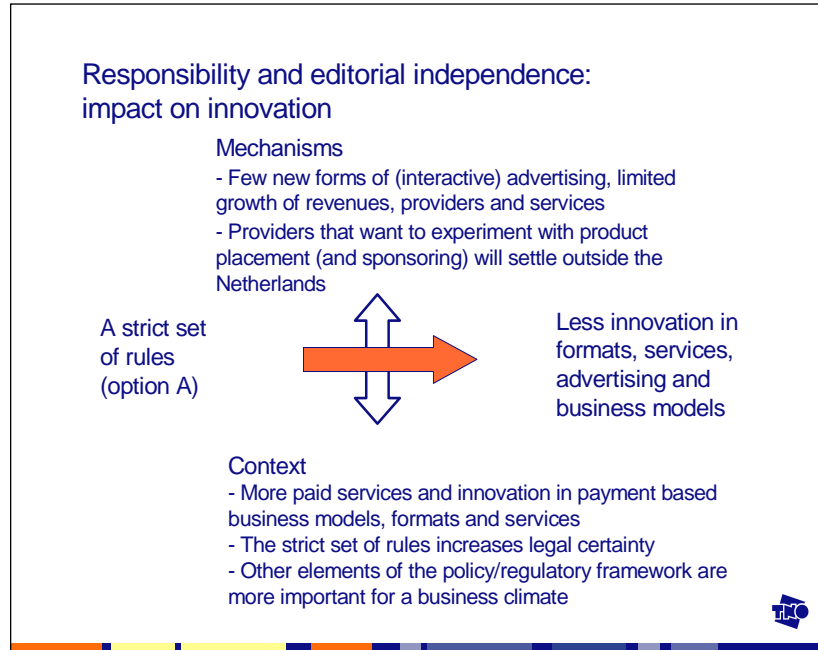 Responsibility and editorial independence:
impact on innovation
Mechanisms
- Few new forms of (interactive) advertising, limited
growth of revenues, providers and services
- Providers that want to experiment with product
placement (and sponsoring) will settle outside the
Netherlands
A strict set
of rules
(option A)
Less innovation in
formats, services,
advertising and
business models
Context
- More paid services and innovation in payment based
business models, formats and services
- The strict set of rules increases legal certainty
- Other elements of the policy/regulatory framework are
more important for a business climate
TNO